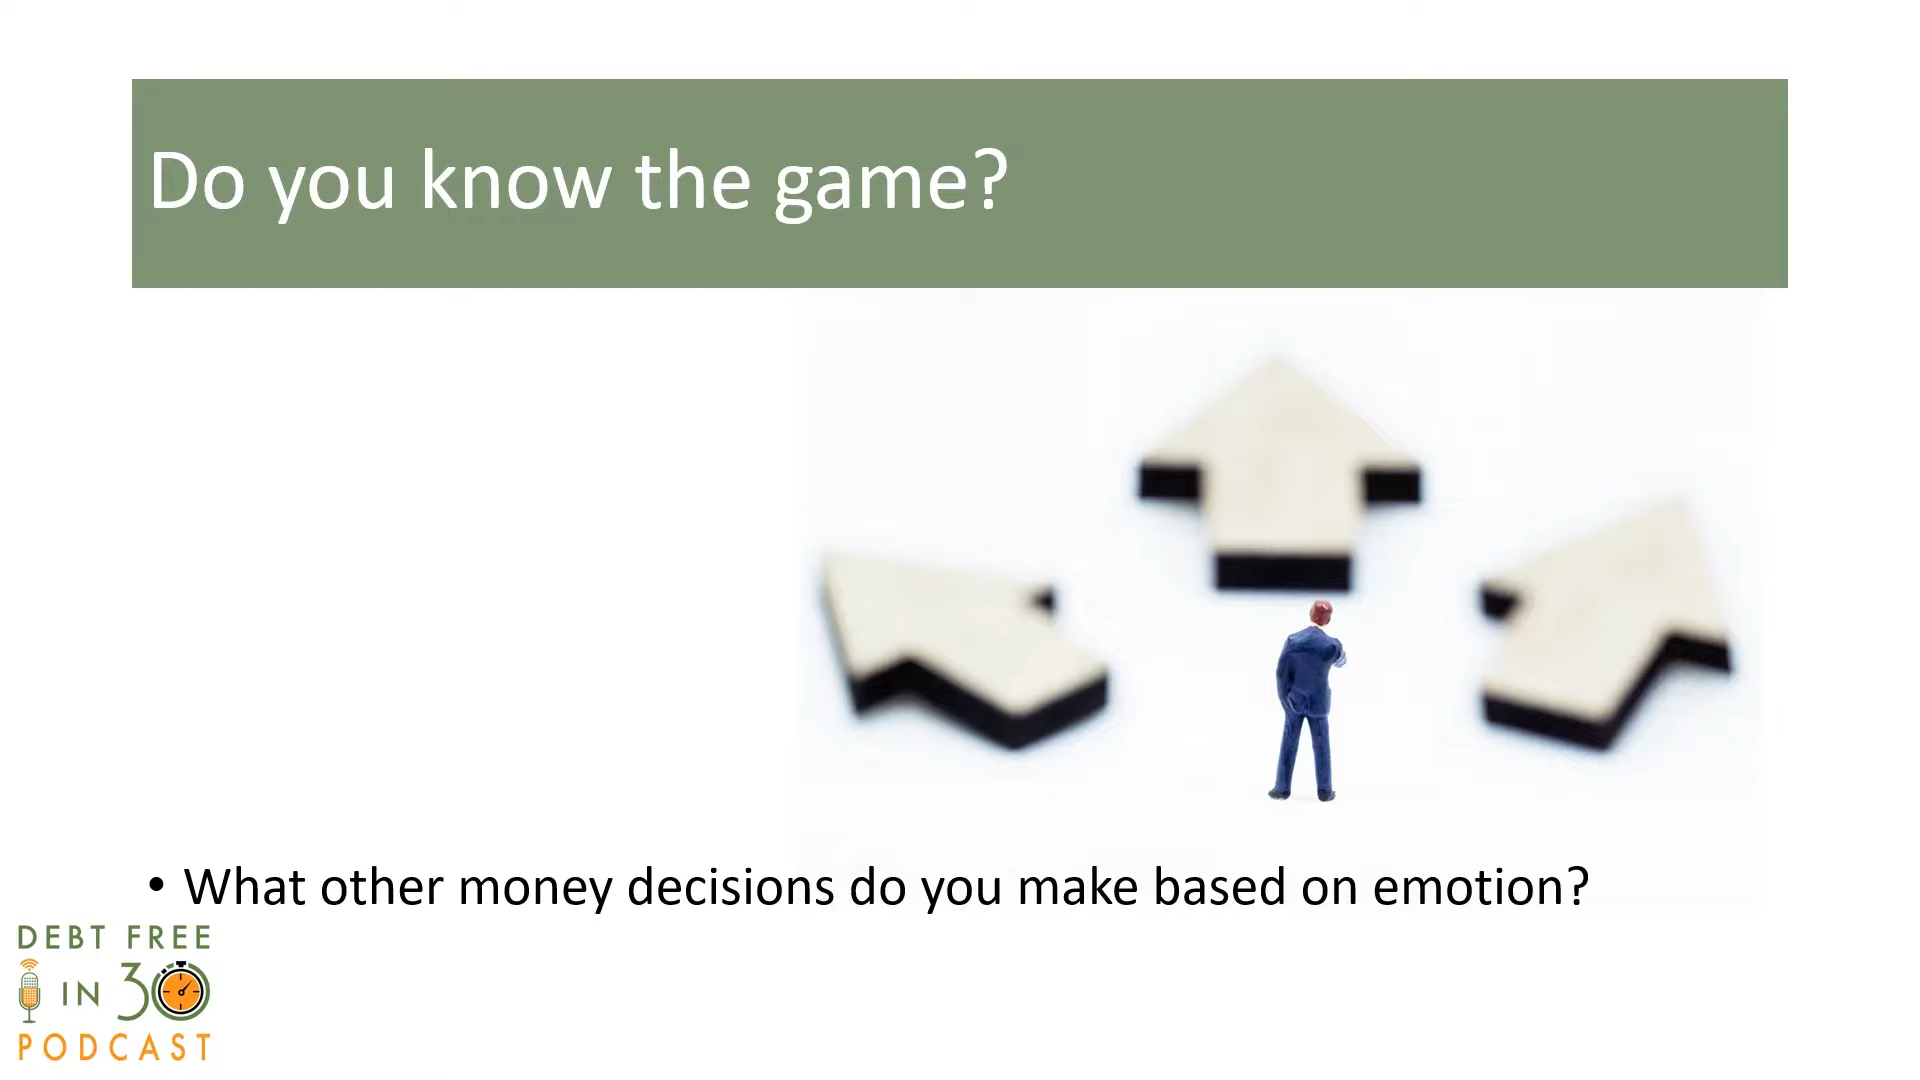 Do you know the game?
• What other money decisions do you make based on emotion?
DEBT FREE
IN 30
PODCAST